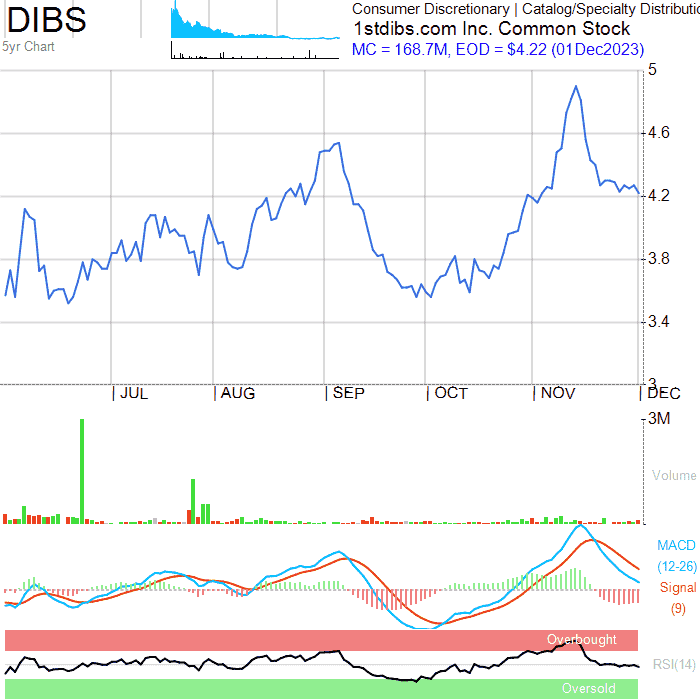 DIBS
5yr Chart
Consumer Discretionary | Catalog/Specialty Distributio
1stdibs.com Inc. Common Stock
MC = 168.7M, EOD = $4.22 (01Dec2023)
5
4.6
4.2
3.8
3.4
3
JUL
AUG
SEP
OCT
NOV
DEC
3M
Volume
MACD
(12-26)
Signal
(9)
Overbought
RSI(14)
Oversold